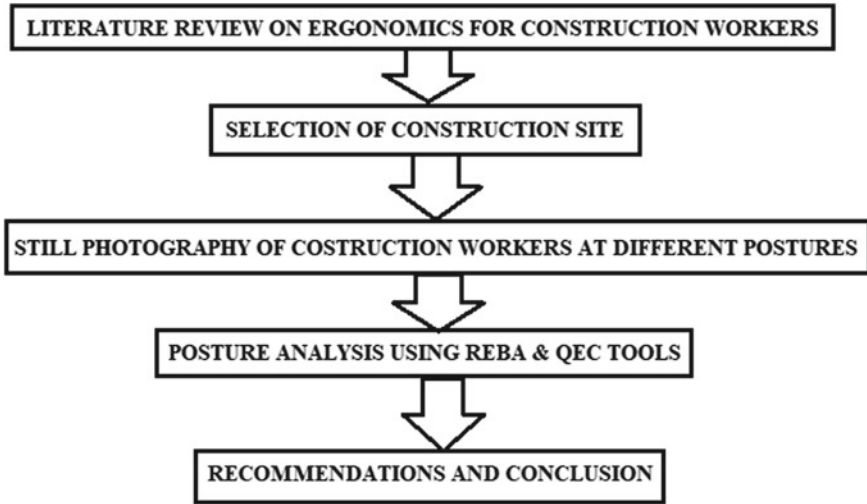 LITERATURE REVIEW ON ERGONOMICS FOR CONSTRUCTION WORKERS
SELECTION OF CONSTRUCTION SITE
STILL PHOTOGRAPHY OF COSTRUCTION WORKERS AT DIFFERENT POSTURES
POSTURE ANALYSIS USING REBA & QEC TOOLS
RECOMMENDATIONS AND CONCLUSION